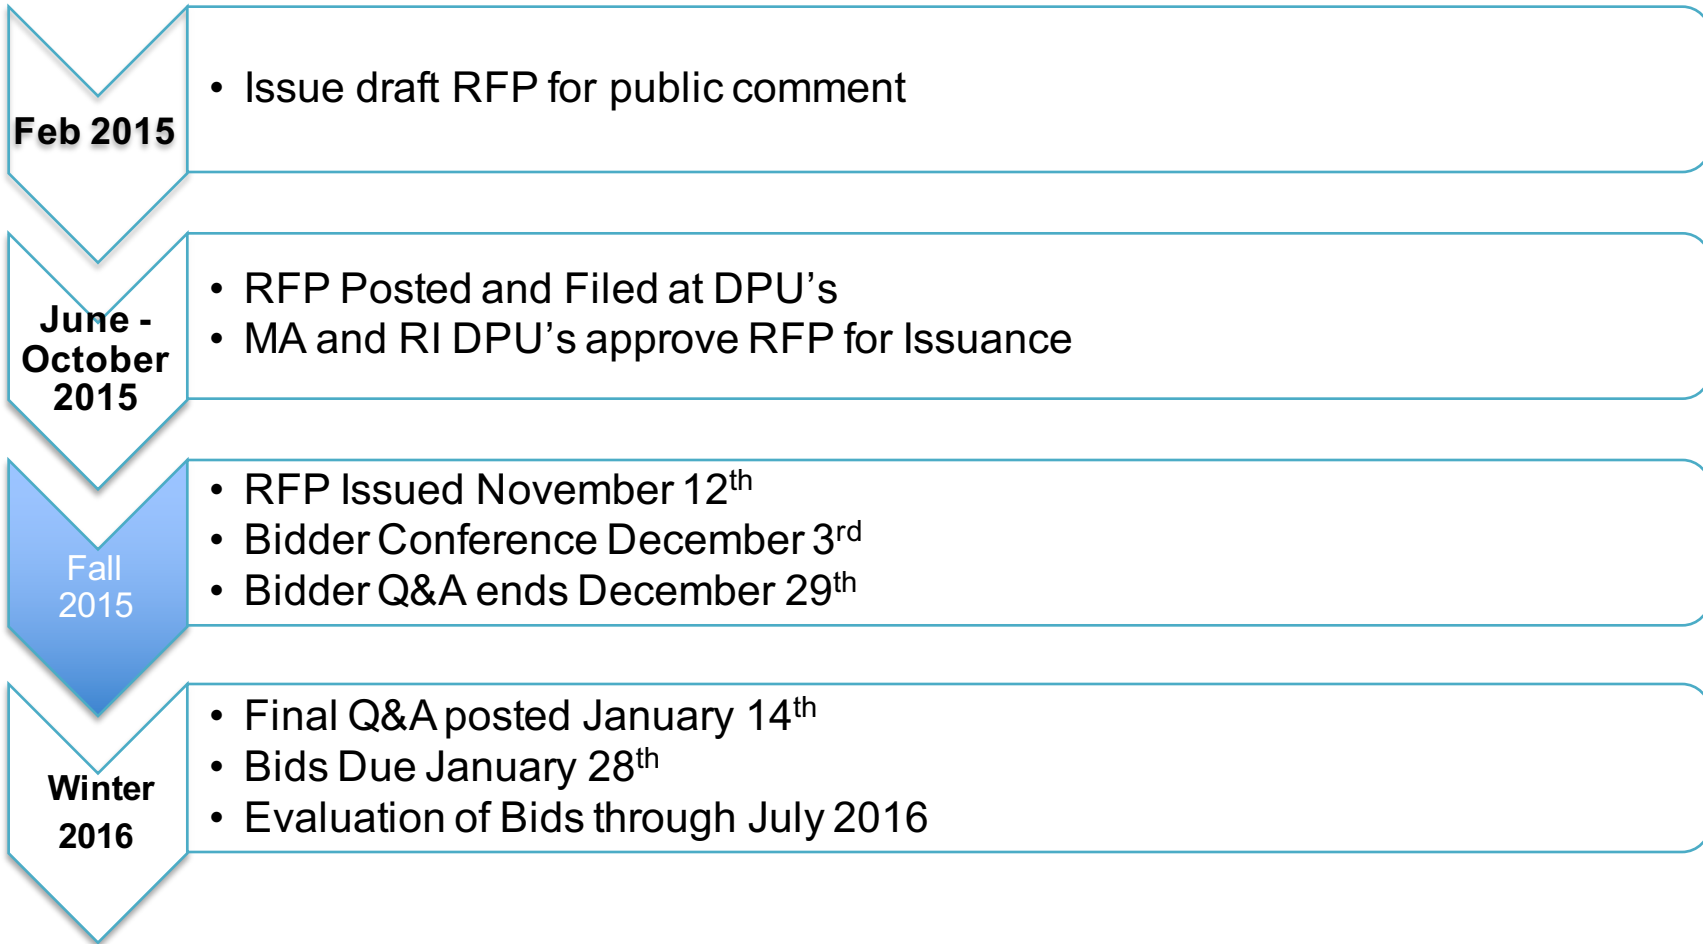 Feb 2015
• Issue draft RFP for public comment
June -
October
2015
• RFP Posted and Filed at DPU’s
• MA and RI DPU’s approve RFP for Issuance
Fall
2015
• RFP Issued November 12th
• Bidder Conference December 3rd
• Bidder Q&A ends December 29th
Winter
2016
• Final Q&A posted January 14th
• Bids Due January 28th
• Evaluation of Bids through July 2016